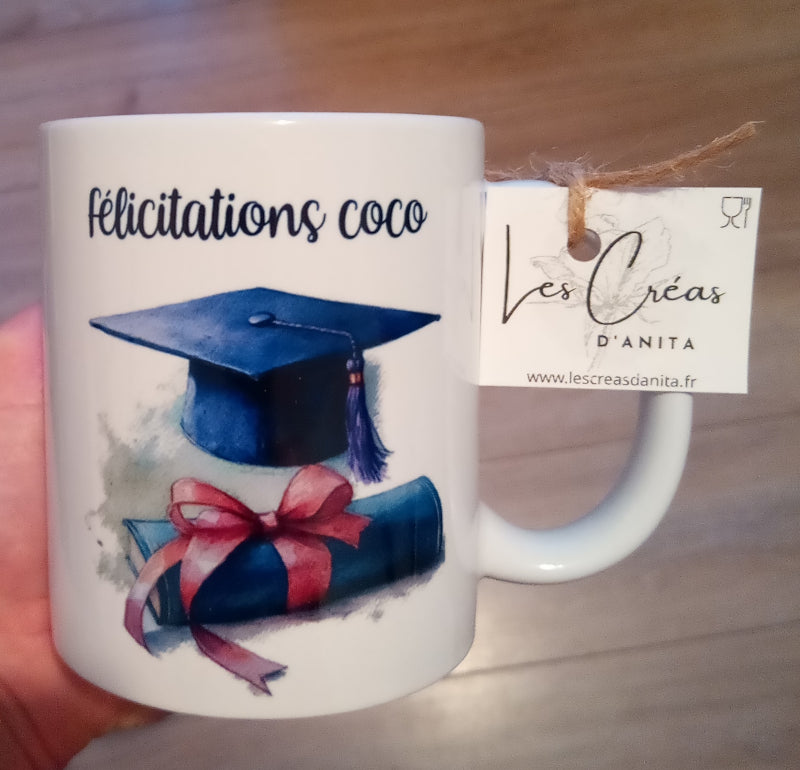 félicitations coco
Les Créas
D'ANITA
www.lescreasdanita.fr